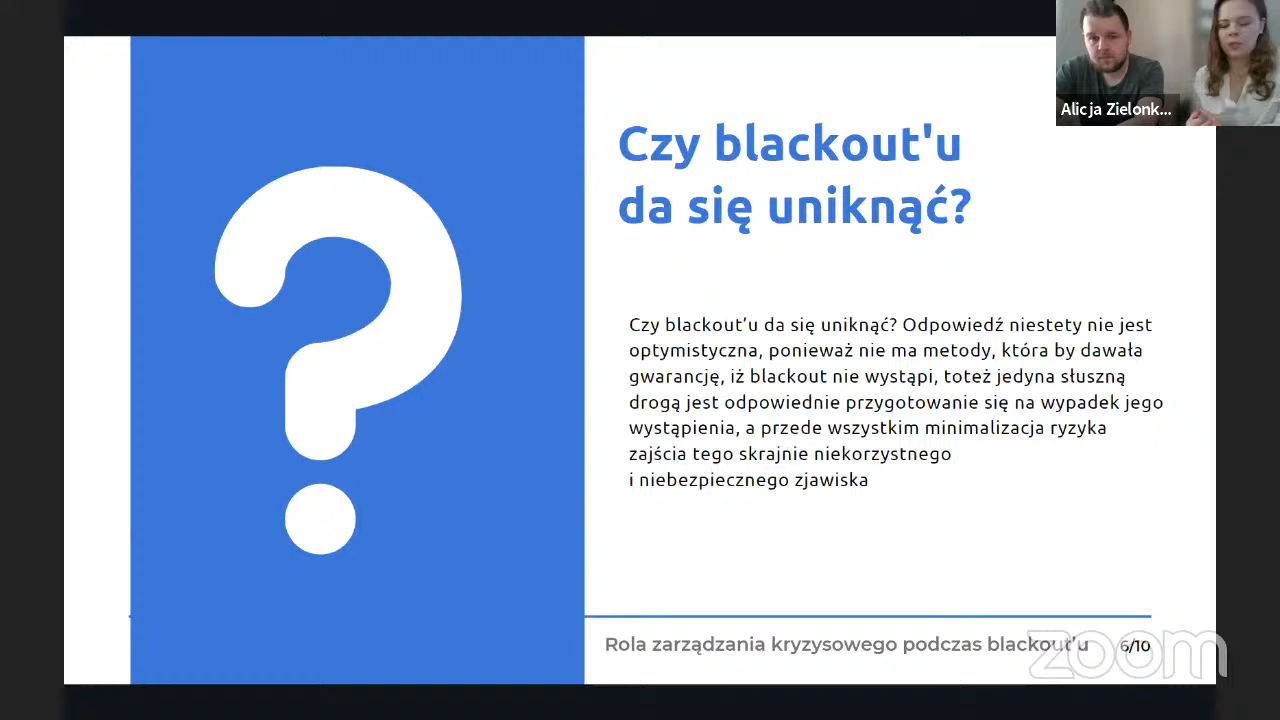 Alicja Zielonk...
Czy blackout'u
da się uniknąć?
Czy blackout’u da się uniknąć? Odpowiedź niestety nie jest
optymistyczna, ponieważ nie ma metody, która by dawała
gwarancję, iż blackout nie wystąpi, toteż jedyna słuszną
drogą jest odpowiednie przygotowanie się na wypadek jego
wystąpienia, a przede wszystkim minimalizacja ryzyka
zajścia tego skrajnie niekorzystnego
i niebezpiecznego zjawiska
Rola zarządzania kryzysowego podczas blackout’u
6/10
zoom